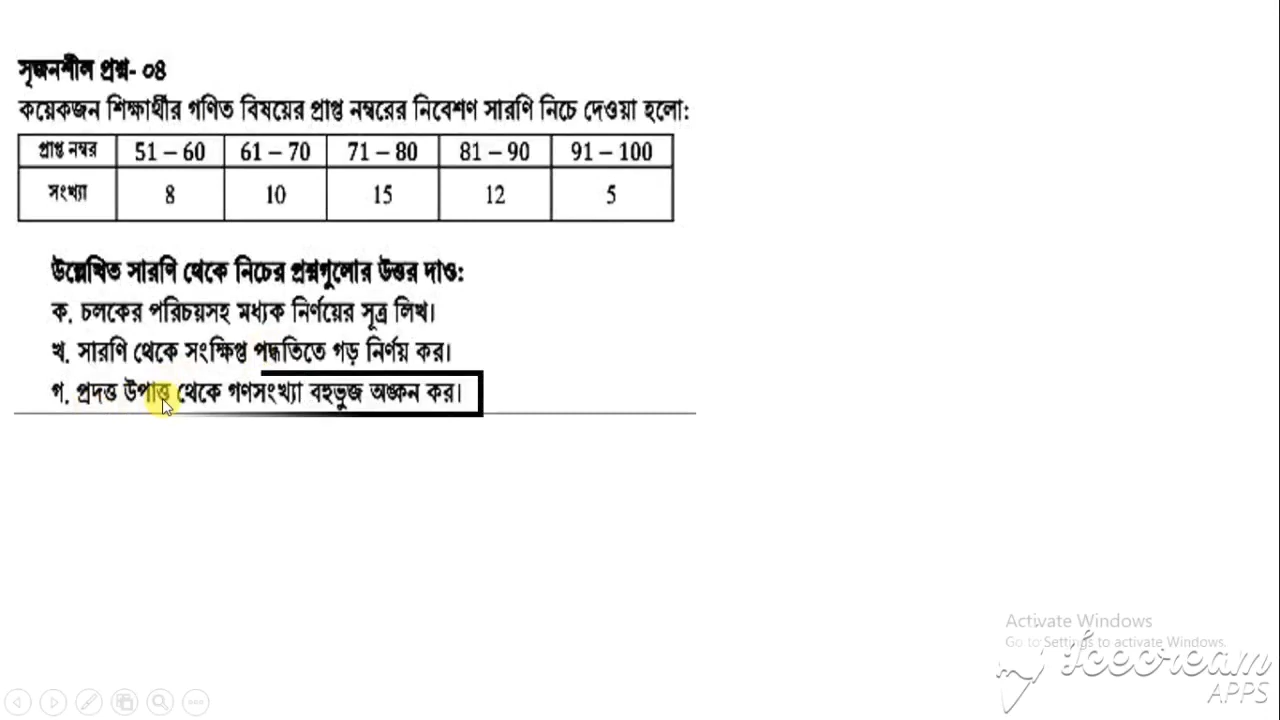 সৃজনশীল প্রশ্ন- ০৪
কয়েকজন শিক্ষার্থীর গণিত বিষয়ের প্রাপ্ত নম্বরের নিবেশণ সারণি নিচে দেওয়া হলো:
প্রাপ্ত নম্বর 51 – 60 61 – 70 71 – 80 81 – 90 91 – 100
সংখ্যা 8 10 15 12 5
উল্লেখিত সারণি থেকে নিচের প্রশ্নগুলোর উত্তর দাও:
ক. চলকের পরিচয়সহ মধ্যক নির্ণয়ের সূত্র লিখ।
খ. সারণি থেকে সংক্ষিপ্ত পদ্ধতিতে গড় নির্ণয় কর।
গ. প্রদত্ত উপাত্ত থেকে গণসংখ্যা বহুভুজ অঙ্কন কর।
Activate Windows
Go to Settings to activate Windows.
Icecream
APPS